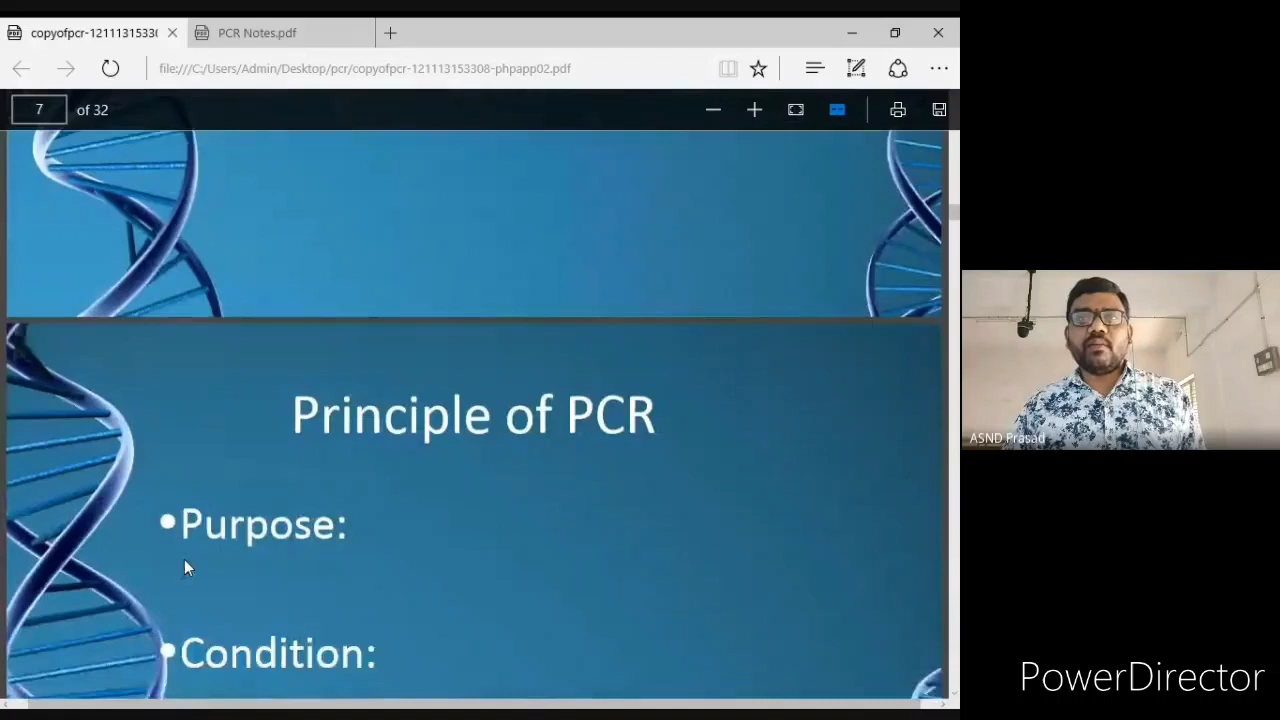 copyofpcr-1211131533
PCR Notes.pdf
file:///C:/Users/Admin/Desktop/pcr/copyofpcr-121113153308-phpapp02.pdf
7 of 32
Principle of PCR
•Purpose:
•Condition:
ASND Prasad
PowerDirector